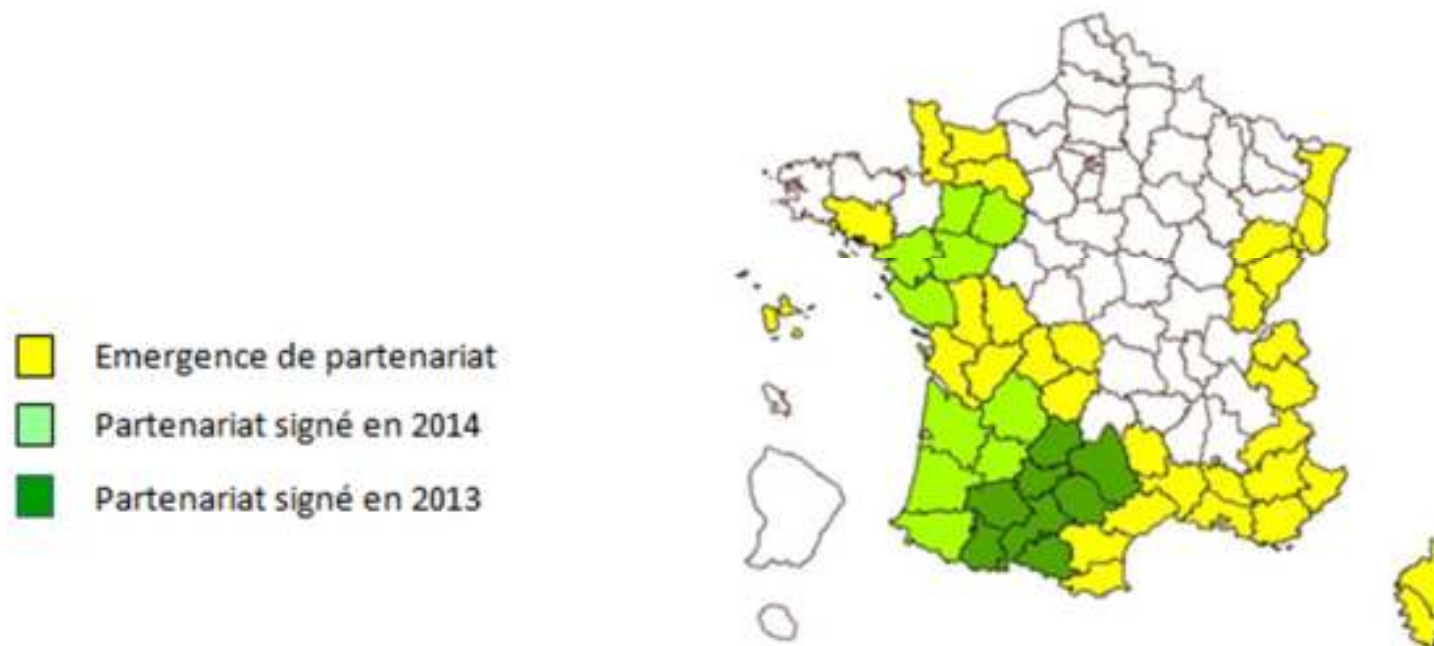 Emergence de partenariat
Partenariat signé en 2014
Partenariat signé en 2013